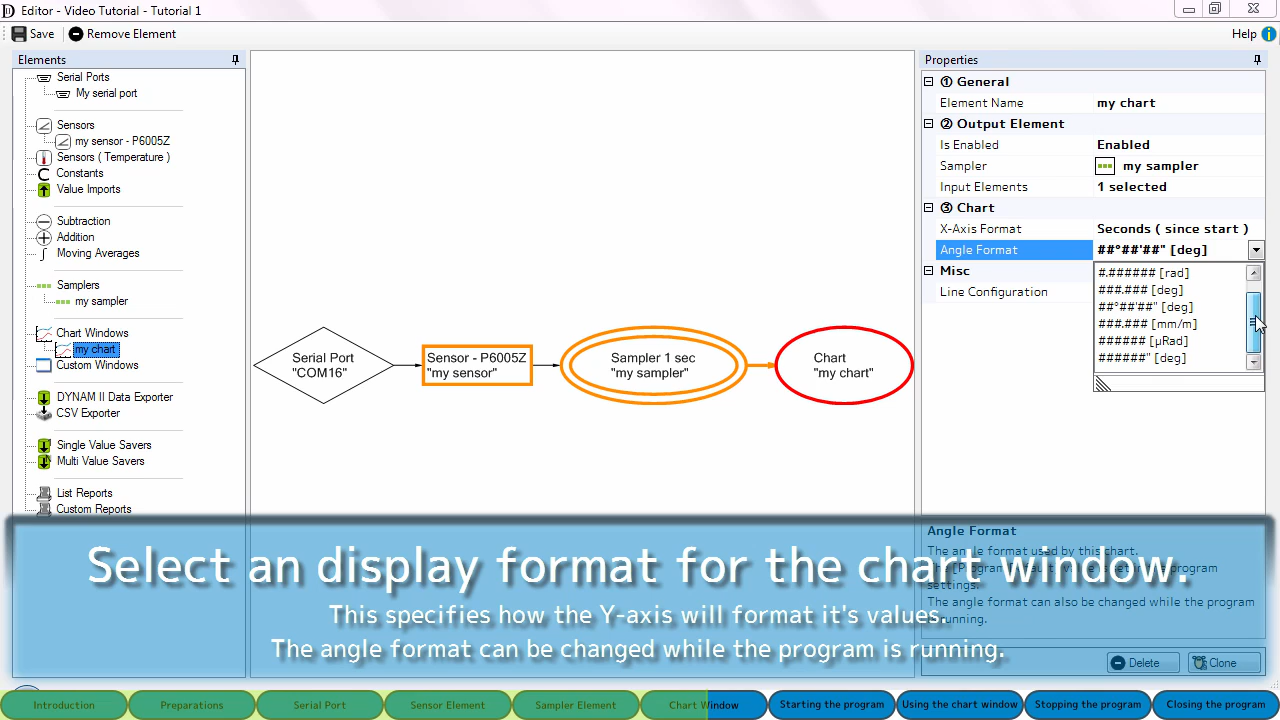 Editor - Video Tutorial - Tutorial 1
Save
Remove Element
Help
Elements
Serial Ports
My serial port
Sensors
my sensor - P6005Z
Sensors ( Temperature )
Constants
Value Imports
Subtraction
Addition
Moving Averages
Samplers
my sampler
Chart Windows
my chart
Custom Windows
DYNAM II Data Exporter
CSV Exporter
Single Value Savers
Multi Value Savers
List Reports
Custom Reports
Serial Port
"COM16"
Sensor - P6005Z
"my sensor"
Sampler 1 sec
"my sampler"
Chart
"my chart"
Properties
① General
Element Name my chart
② Output Element
Is Enabled Enabled
Sampler my sampler
Input Elements 1 selected
③ Chart
X-Axis Format Seconds ( since start )
Angle Format ##°##'##" [deg]
Misc
Line Configuration
#.###### [rad]
###.### [deg]
##°##'##" [deg]
###.### [mm/m]
###### [µRad]
######" [deg]
Angle Format
The angle format used by this chart.
settings.
The angle format can also be changed while the program
running.
Delete
Clone
Select an display format for the chart window.
This specifies how the Y-axis will format it's values.
The angle format can be changed while the program is running.
Introduction
Preparations
Serial Port
Sensor Element
Sampler Element
Chart Window
Starting the program
Using the chart window
Stopping the program
Closing the program